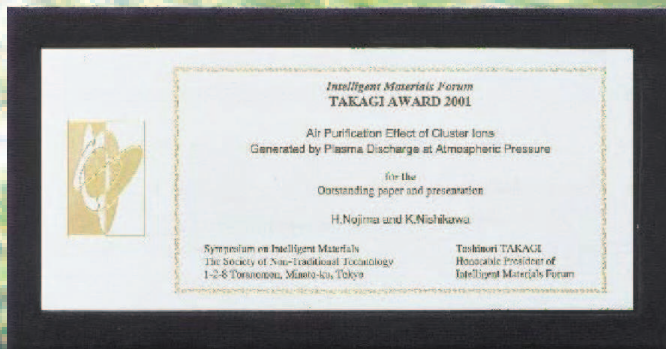 Intelligent Materials Forum
TAKAGI AWARD 2001
Air Purification Effect of Cluster Ions
Generated by Plasma Discharge at Atmospheric Pressure
for the
Outstanding paper and presentation
H.Nojima and K.Nishikawa
Symposium on Intelligent Materials
The Society of Non-Traditional Technology
1-2-8 Toranomon, Minato-ku, Tokyo
Toshinori TAKAGI
Honorable President of
Intelligent Materials Forum